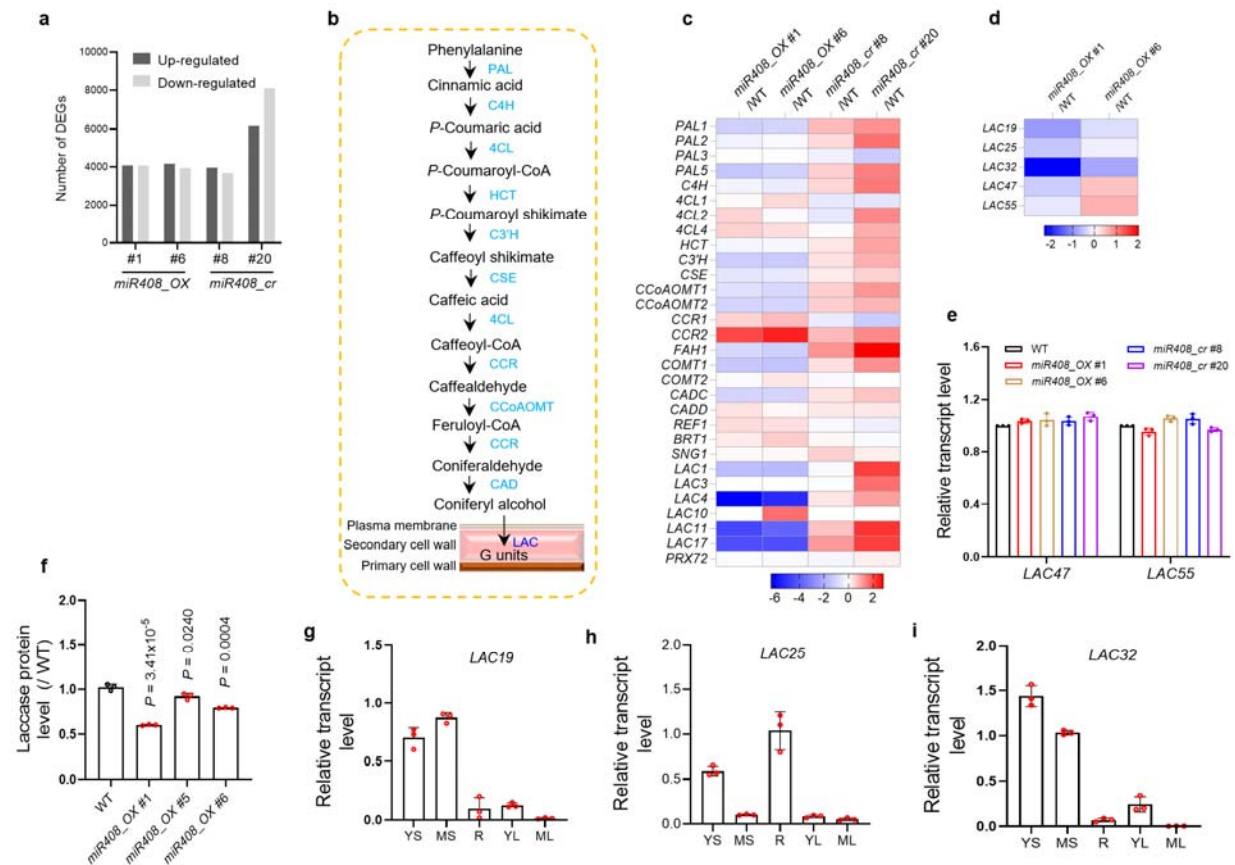 a
10000
8000
6000
4000
2000
0
Number of DEGs
Up-regulated
Down-regulated
#1 #6 #8 #20
miR408_OX miR408_cr
b
Phenylalanine
PAL
Cinnamic acid
C4H
P-Coumaric acid
4CL
P-Coumaroyl-CoA
HCT
P-Coumaroyl shikimate
C3'H
Caffeoyl shikimate
CSE
Caffeic acid
4CL
Caffeoyl-CoA
CCR
Caffealdehyde
CCoAOMT
Feruloyl-CoA
CCR
Coniferaldehyde
CAD
Coniferyl alcohol
Plasma membrane
Secondary cell wall
Primary cell wall
LAC
G units
c
miR408_OX #1
/WT
miR408_OX #6
/WT
miR408_cr #8
/WT
miR408_cr #20
/WT
PAL1
PAL2
PAL3
PAL5
C4H
4CL1
4CL2
4CL4
HCT
C3'H
CSE
CCoAOMT1
CCoAOMT2
CCR1
CCR2
FAH1
COMT1
COMT2
CADC
CADD
REF1
BRT1
SNG1
LAC1
LAC3
LAC4
LAC10
LAC11
LAC17
PRX72
-6 -4 -2 0 2
d
miR408_OX #1
/WT
miR408_OX #6
/WT
LAC19
LAC25
LAC32
LAC47
LAC55
-2 -1 0 1 2
e
WT
miR408_OX #1
miR408_OX #6
miR408_cr #8
miR408_cr #20
Relative transcript level
1.6
1.2
0.8
0.4
0.0
LAC47 LAC55
f
Laccase protein
level (/ WT)
2.0
1.5
1.0
0.5
0.0
P = 3.41x10-5
P = 0.0240
P = 0.0004
WT
miR408_OX #1
miR408_OX #5
miR408_OX #6
g
LAC19
Relative transcript
level
1.5
1.0
0.5
0.0
YS MS R YL ML
h
LAC25
Relative transcript
level
2.0
1.5
1.0
0.5
0.0
YS MS R YL ML
i
LAC32
Relative transcript
level
2.0
1.5
1.0
0.5
0.0
YS MS R YL ML